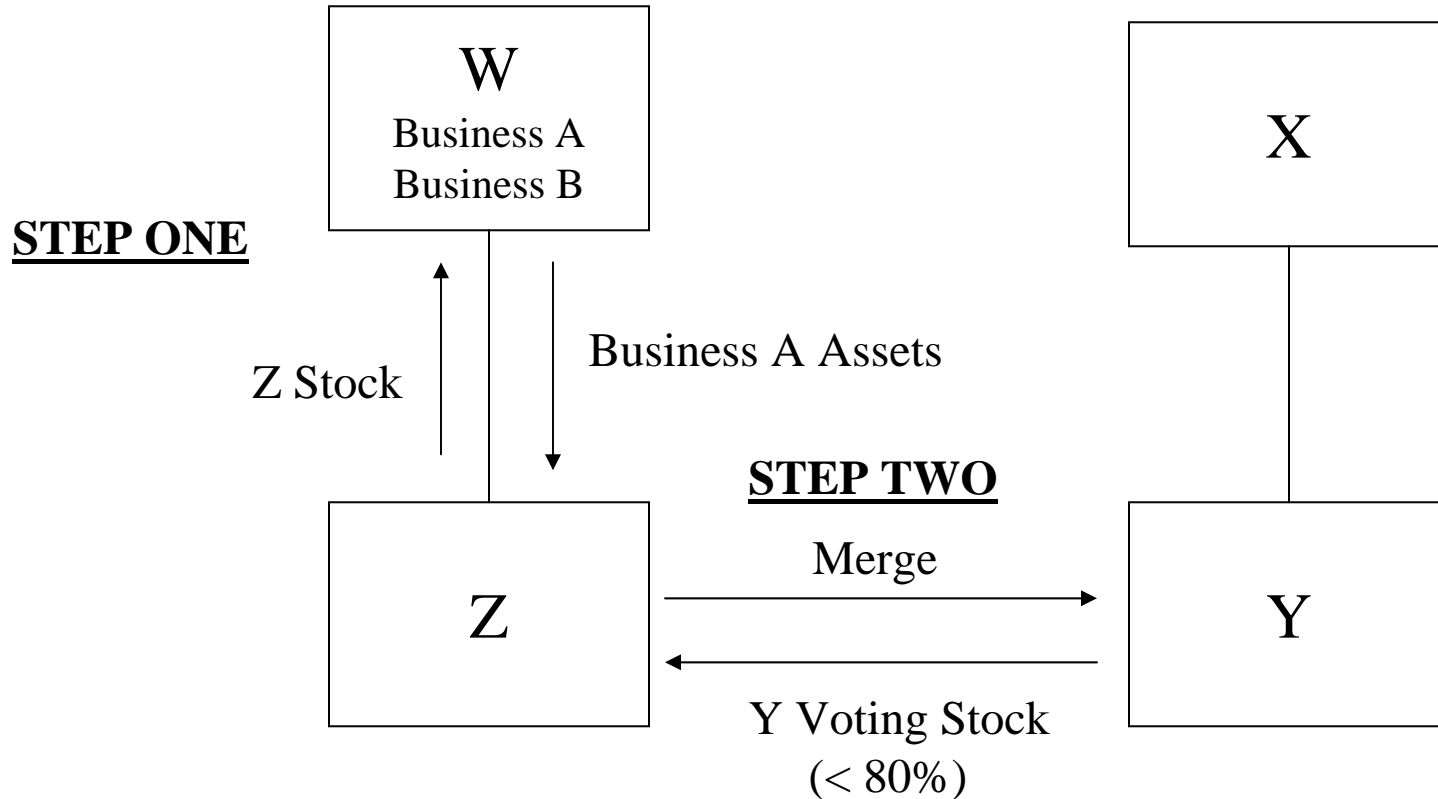 W
Business A
Business B
X
STEP ONE
Z Stock
Business A Assets
STEP TWO
Z
Merge
Y
Y Voting Stock
(< 80%)